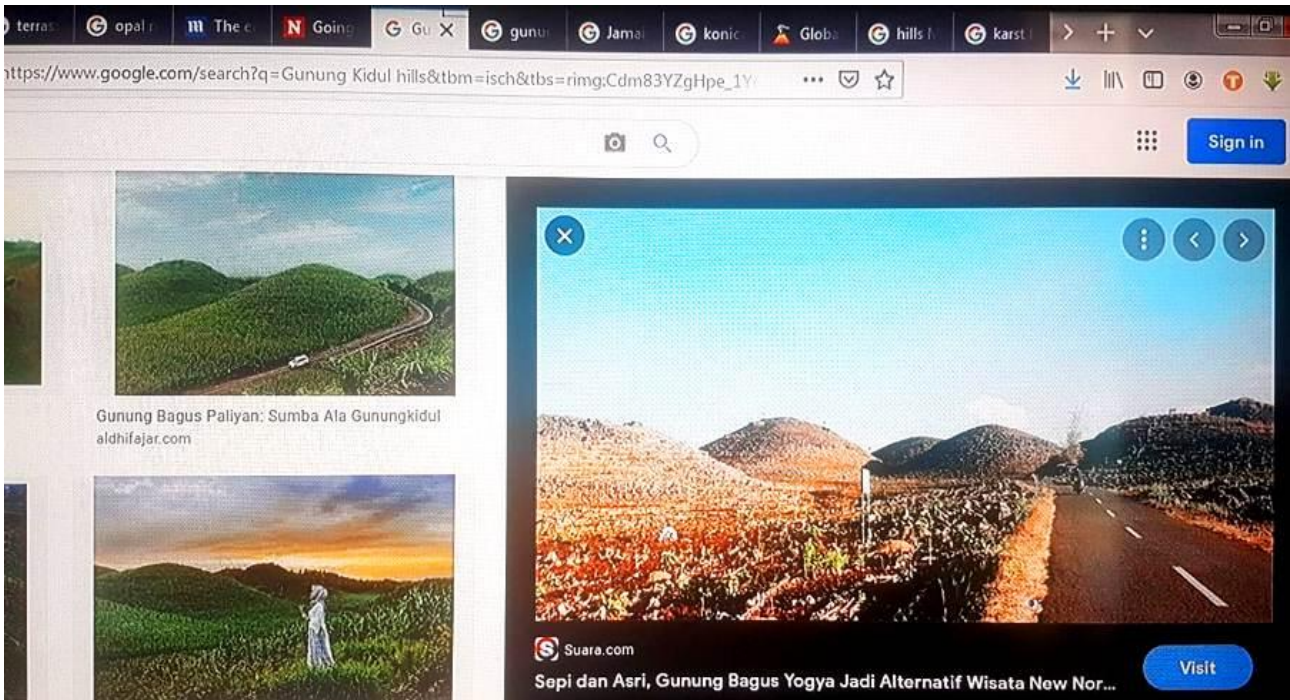 terras
opal r
The e
Going
Gu
gunu
Jamai
konic
Globa
hills N
karst
https://www.google.com/search?q=Gunung Kidul hills&tbm=isch&tbs=rimg:Cdm83YZgHpe_1Y
Sign in
Gunung Bagus Paliyan: Sumba Ala Gunungkidul
aldhifajar.com
Suara.com
Sepi dan Asri, Gunung Bagus Yogya Jadi Alternatif Wisata New Nor...
Visit